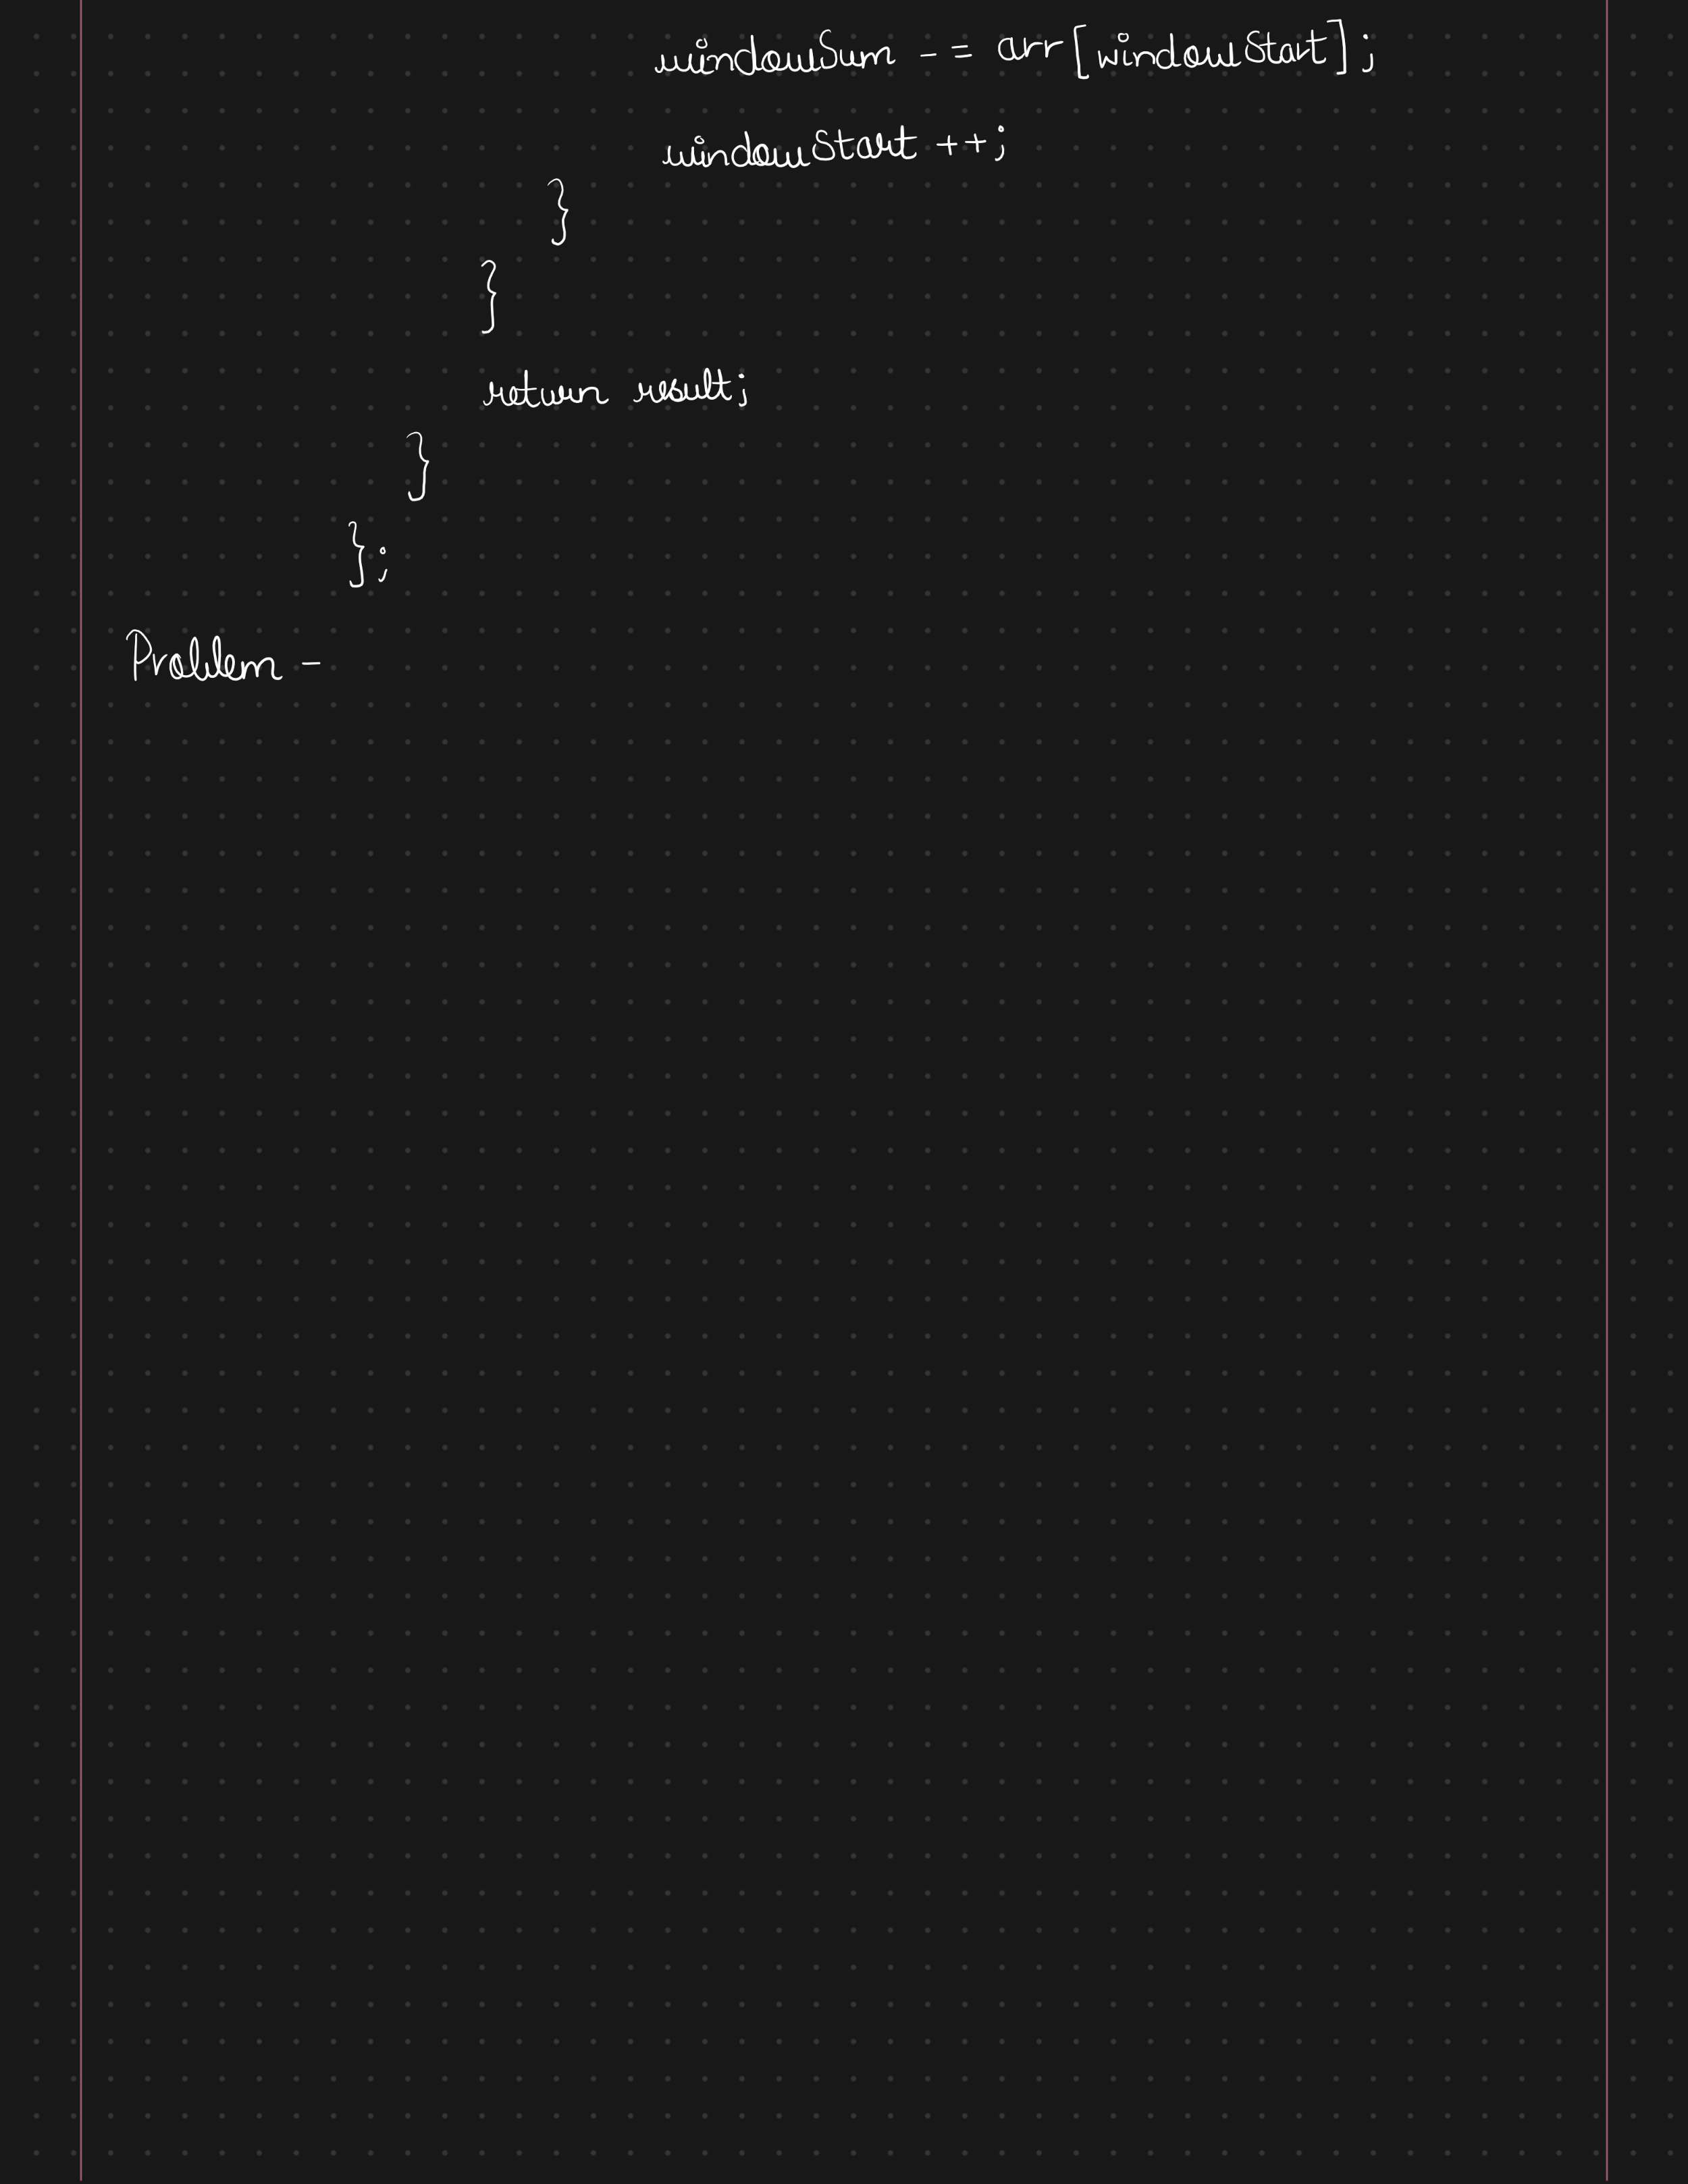 windowSum -= arr[windowStart];
windowStart ++;
}
}
return result;
}
};
Problem -